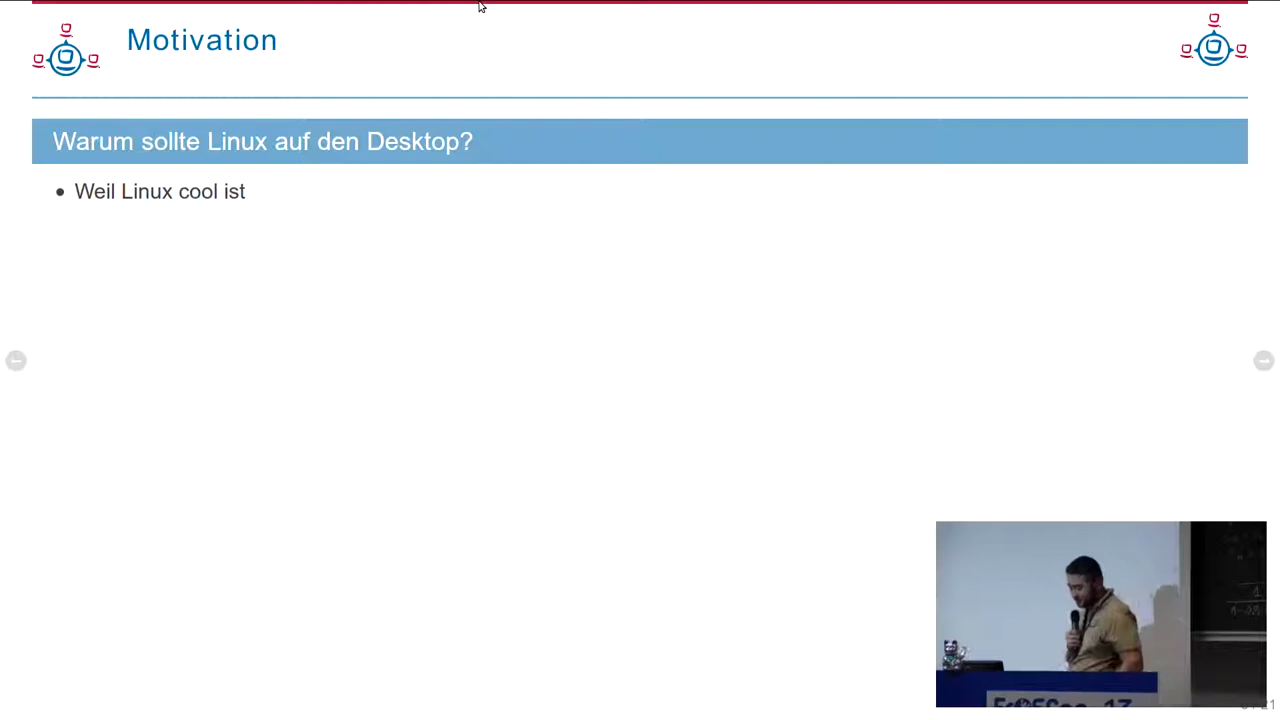 Motivation
Warum sollte Linux auf den Desktop?
Weil Linux cool ist